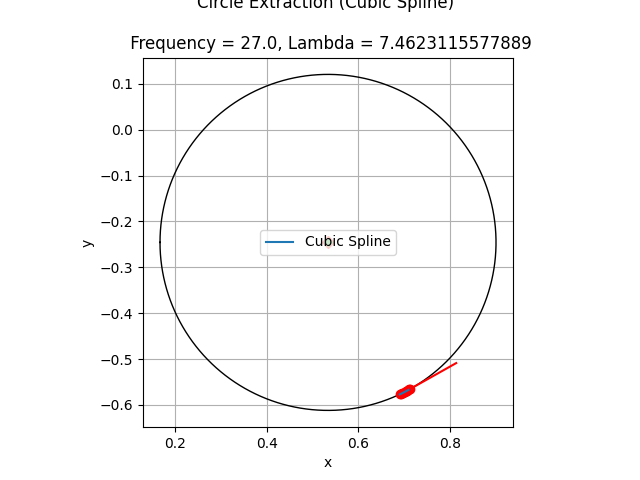 Circle Extraction (Cubic Spline)
Frequency = 27.0, Lambda = 7.4623115577889
0.1
0.0
−0.1
−0.2
−0.3
−0.4
−0.5
−0.6
y
Cubic Spline
0.2 0.4 0.6 0.8
x